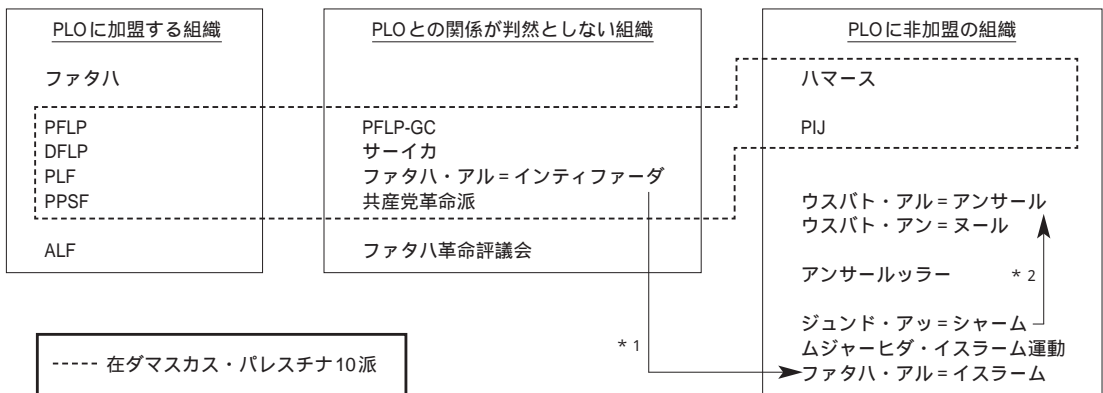 PLOに加盟する組織
ファタハ
PFLP
DFLP
PLF
PPSF
ALF
PLOとの関係が判然としない組織
PFLP-GC
サーイカ
ファタハ・アル＝インティファーダ
共産党革命派
ファタハ革命評議会
PLOに非加盟の組織
ハマース
PIJ
ウスバト・アル＝アンサール
ウスバト・アン＝ヌール
アンサールッラー
＊2
ジュンド・アッ＝シャーム
ムジャーヒダ・イスラーム運動
ファタハ・アル＝イスラーム
＊1
----- 在ダマスカス・パレスチナ10派